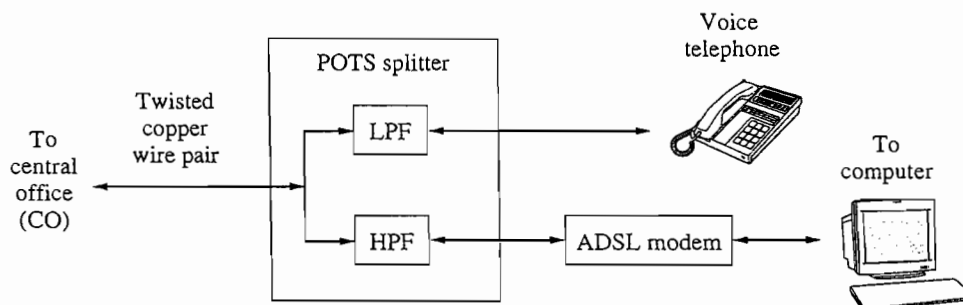 Voice
telephone
POTS splitter
Twisted
copper
wire pair
LPF
To
central
office
(CO)
To
computer
HPF
ADSL modem